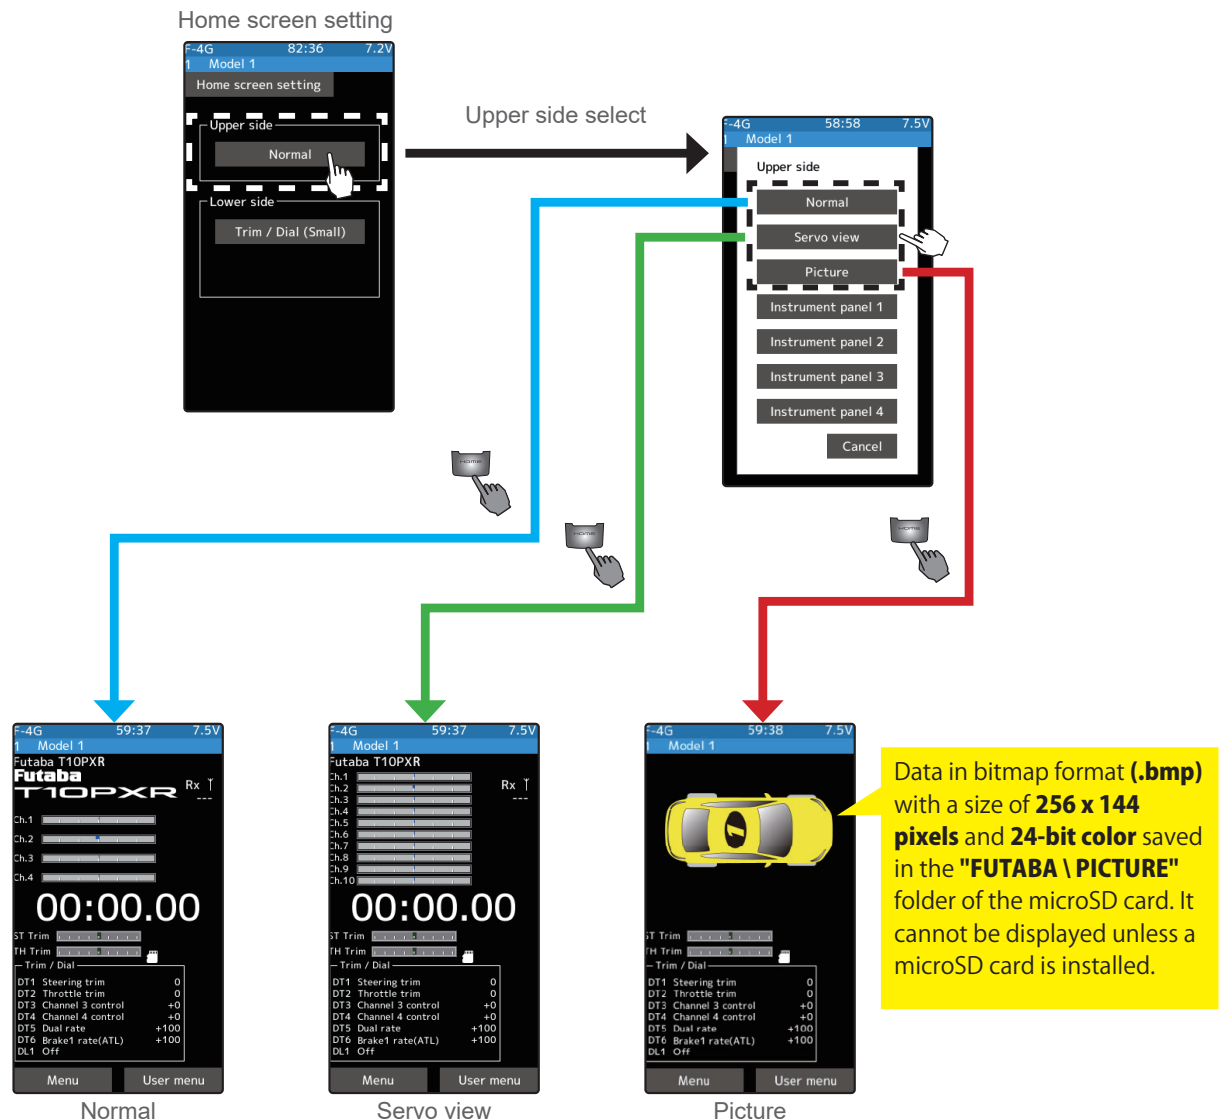 Home screen setting
F-4G 82:36 7.2V
1 Model 1
Home screen setting
Upper side
Normal
Lower side
Trim / Dial (Small)
Upper side select
F-4G 58:58 7.5V
1 Model 1
Upper side
Normal
Servo view
Picture
Instrument panel 1
Instrument panel 2
Instrument panel 3
Instrument panel 4
Cancel
HOME
HOME
HOME
F-4G 59:37 7.5V
1 Model 1
Futaba T10PXR
Futaba
T10PXR
Rx
---
Ch.1
Ch.2
Ch.3
Ch.4
00:00.00
ST Trim
TH Trim
Trim / Dial
DT1 Steering trim 0
DT2 Throttle trim 0
DT3 Channel 3 control +0
DT4 Channel 4 control +0
DT5 Dual rate +100
DT6 Brake1 rate(ATL) +100
DL1 Off
Menu User menu
Normal
F-4G 59:37 7.5V
1 Model 1
Futaba T10PXR
Rx
---
Ch.1
Ch.2
Ch.3
Ch.4
Ch.5
Ch.6
Ch.7
Ch.8
Ch.9
Ch.10
00:00.00
ST Trim
TH Trim
Trim / Dial
DT1 Steering trim 0
DT2 Throttle trim 0
DT3 Channel 3 control +0
DT4 Channel 4 control +0
DT5 Dual rate +100
DT6 Brake1 rate(ATL) +100
DL1 Off
Menu User menu
Servo view
F-4G 59:38 7.5V
1 Model 1
1
ST Trim
TH Trim
Trim / Dial
DT1 Steering trim 0
DT2 Throttle trim 0
DT3 Channel 3 control +0
DT4 Channel 4 control +0
DT5 Dual rate +100
DT6 Brake1 rate(ATL) +100
DL1 Off
Menu User menu
Picture
Data in bitmap format (.bmp)
with a size of 256 x 144
pixels and 24-bit color saved
in the "FUTABA \ PICTURE"
folder of the microSD card. It
cannot be displayed unless a
microSD card is installed.